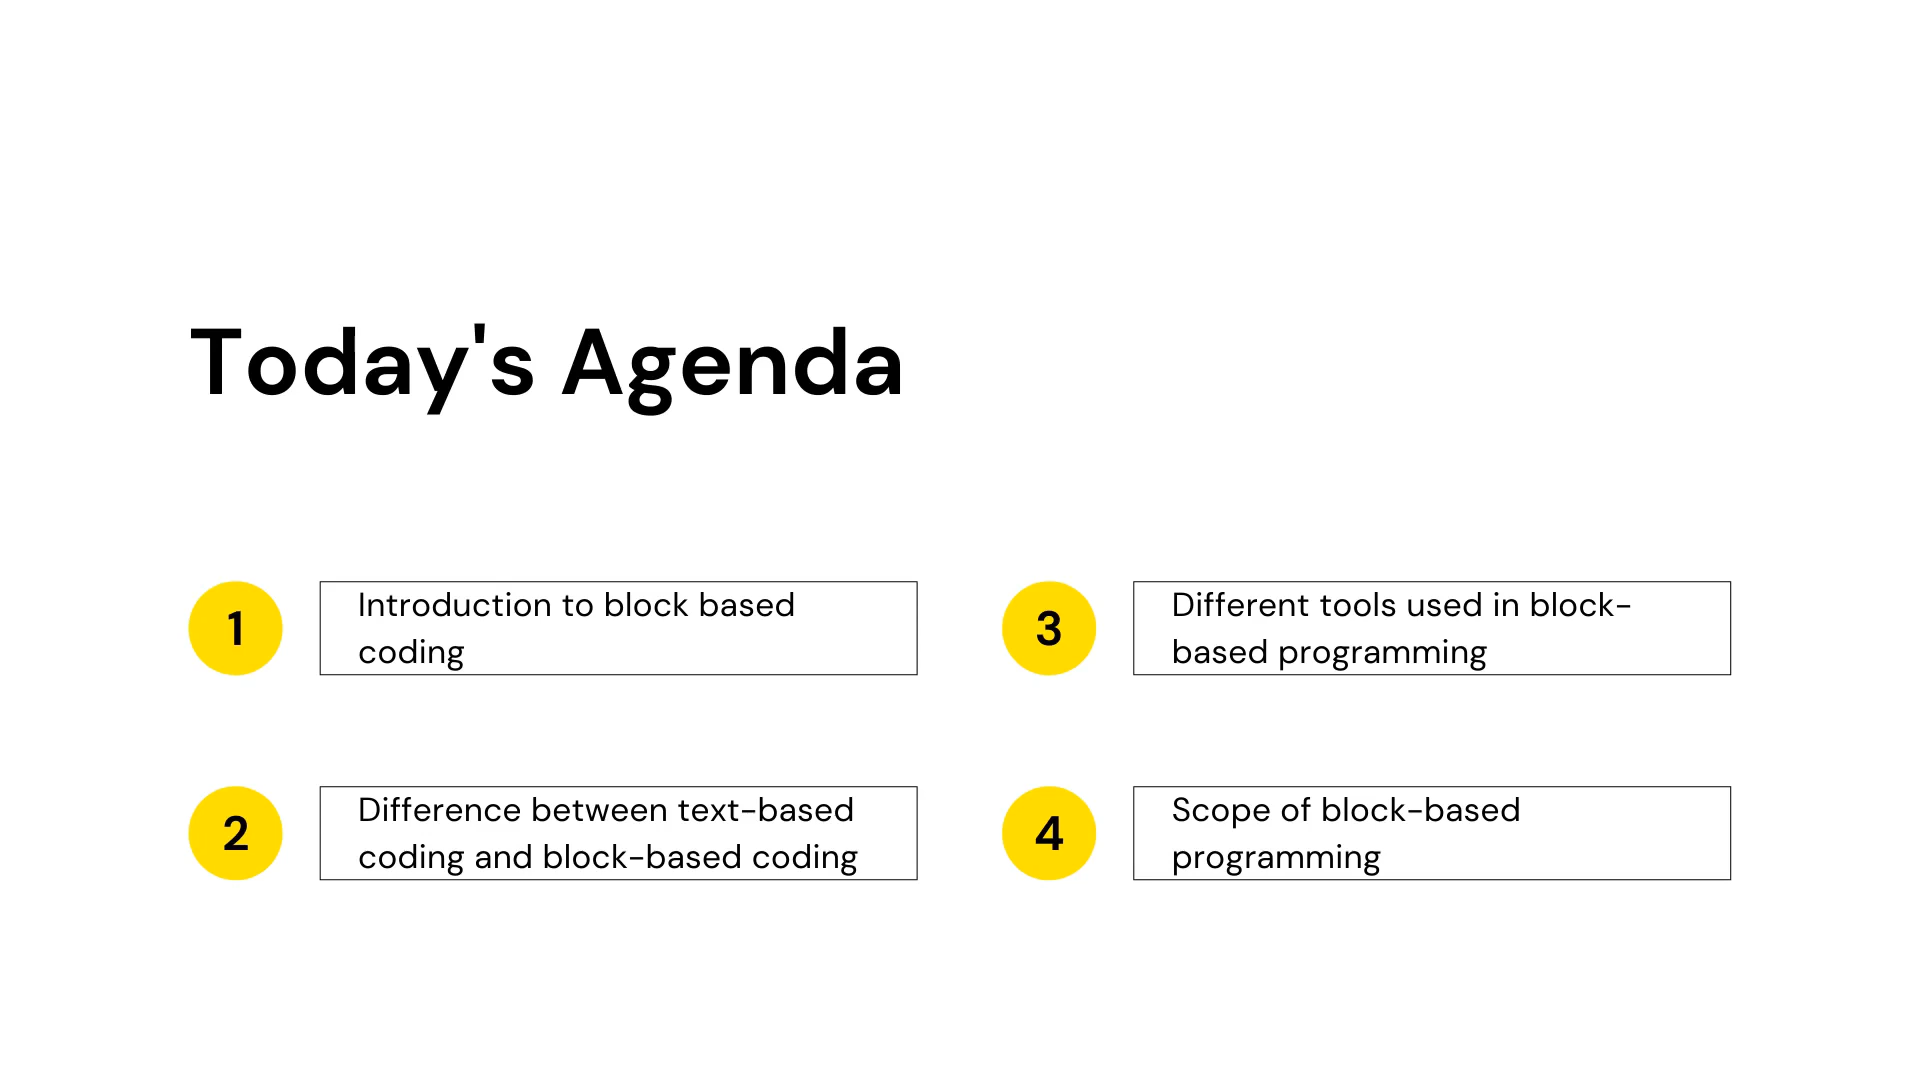 Today's Agenda
1
Introduction to block based
coding
2
Difference between text-based
coding and block-based coding
3
Different tools used in block-
based programming
4
Scope of block-based
programming